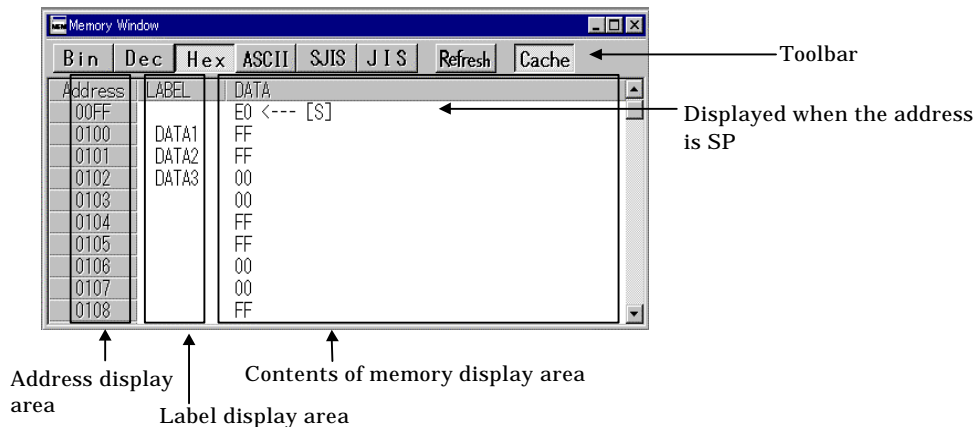 MEM Memory Window
Bin Dec Hex ASCII SJIS JIS Refresh Cache
Toolbar
Address LABEL DATA
00FF E0 <--- [S]
Displayed when the address
is SP
0100 DATA1 FF
0101 DATA2 FF
0102 DATA3 00
0103 00
0104 FF
0105 FF
0106 00
0107 00
0108 FF
Address display
area
Label display area
Contents of memory display area